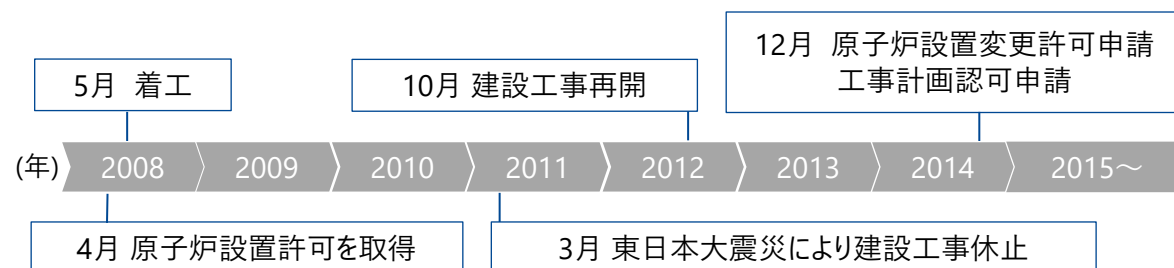 12月 原子炉設置変更許可申請
工事計画認可申請
5月 着工
10月 建設工事再開
(年) 2008 2009 2010 2011 2012 2013 2014 2015～
4月 原子炉設置許可を取得
3月 東日本大震災により建設工事休止